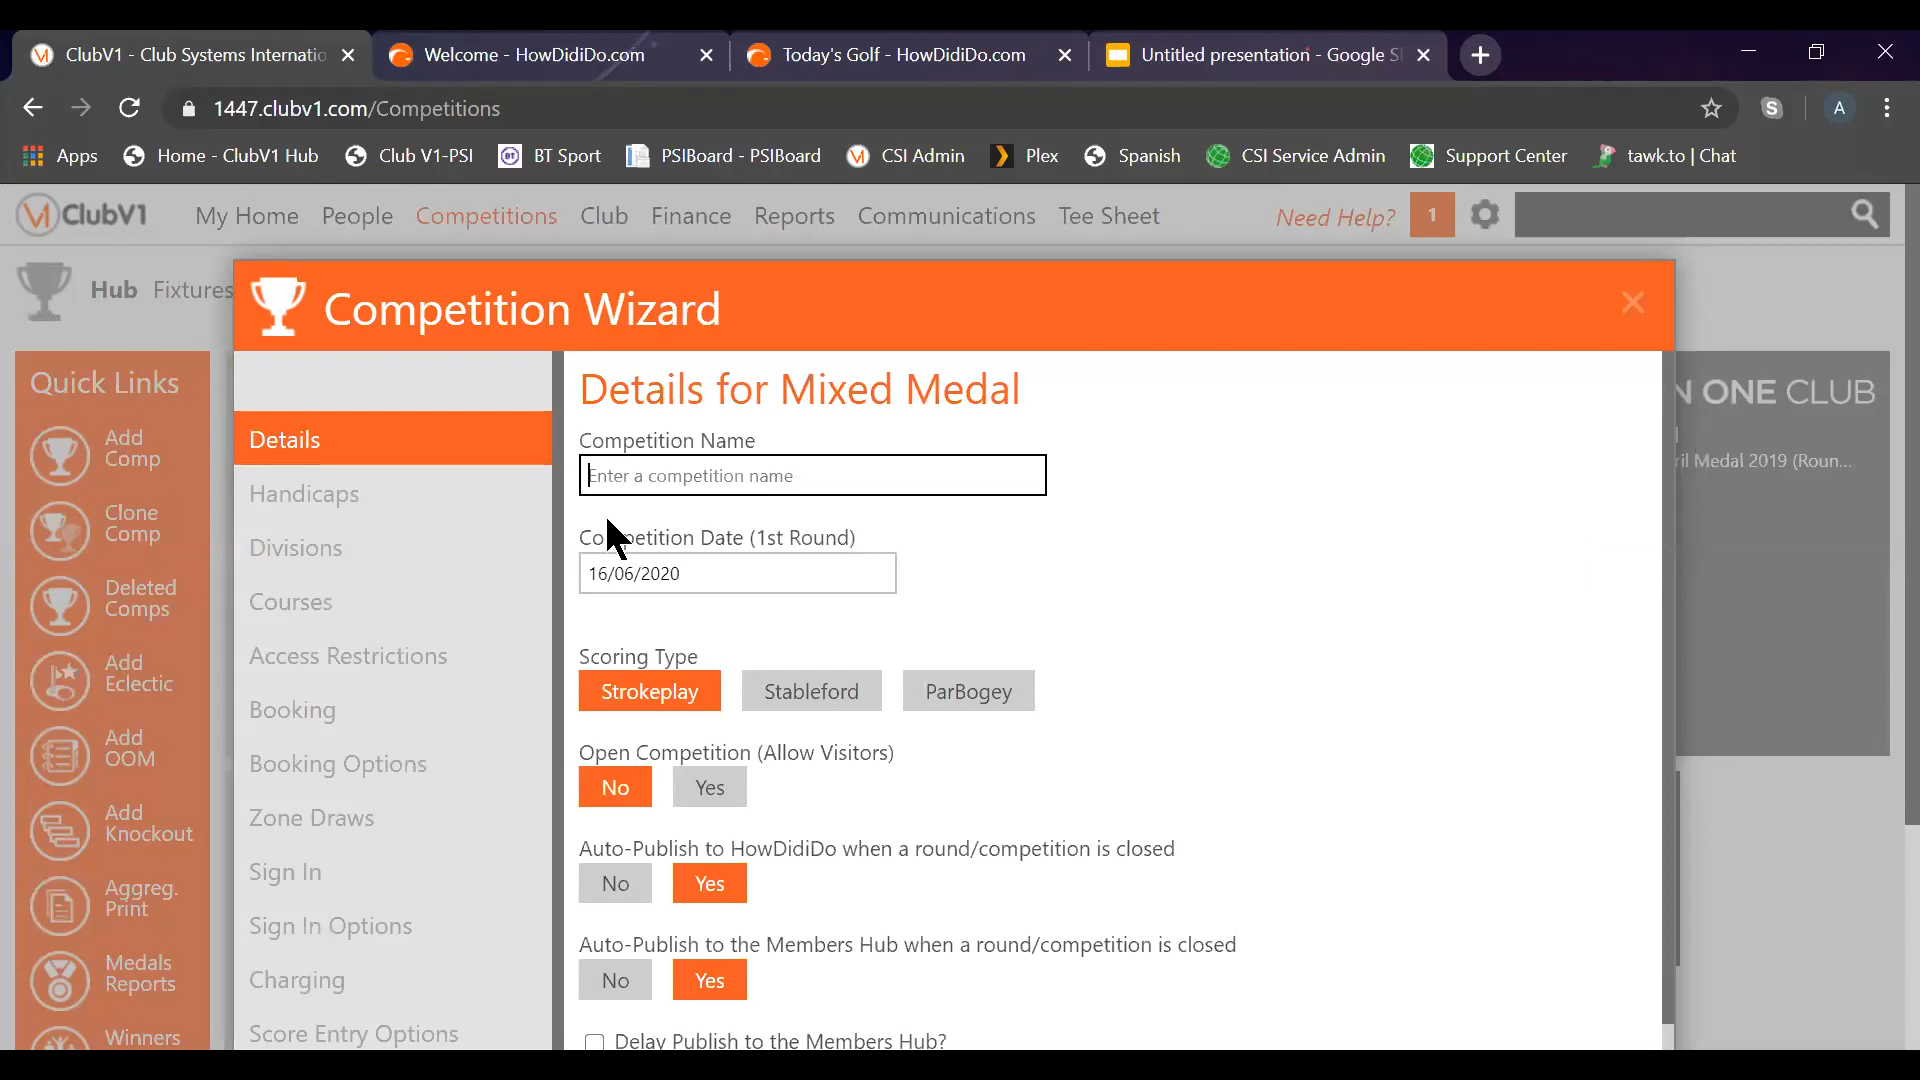 ClubV1 - Club Systems Internatio
Welcome - HowDidiDo.com
Today's Golf - HowDidiDo.com
Untitled presentation - Google Sl
1447.clubv1.com/Competitions
A
Apps
Home - ClubV1 Hub
Club V1-PSI
BT Sport
PSIBoard - PSIBoard
CSI Admin
Plex
Spanish
CSI Service Admin
Support Center
tawk.to | Chat
ClubV1
My Home
People
Competitions
Club
Finance
Reports
Communications
Tee Sheet
Need Help?
1
Hub
Fixtures
Competition Wizard
Quick Links
Add
Comp
Clone
Comp
Deleted
Comps
Add
Eclectic
Add
OOM
Add
Knockout
Aggreg.
Print
Medals
Reports
Winners
Details
Handicaps
Divisions
Courses
Access Restrictions
Booking
Booking Options
Zone Draws
Sign In
Sign In Options
Charging
Score Entry Options
Details for Mixed Medal
Competition Name
Enter a competition name
Competition Date (1st Round)
16/06/2020
Scoring Type
Strokeplay
Stableford
ParBogey
Open Competition (Allow Visitors)
No
Yes
Auto-Publish to HowDidiDo when a round/competition is closed
No
Yes
Auto-Publish to the Members Hub when a round/competition is closed
No
Yes
Delay Publish to the Members Hub?
N ONE CLUB
ril Medal 2019 (Roun...